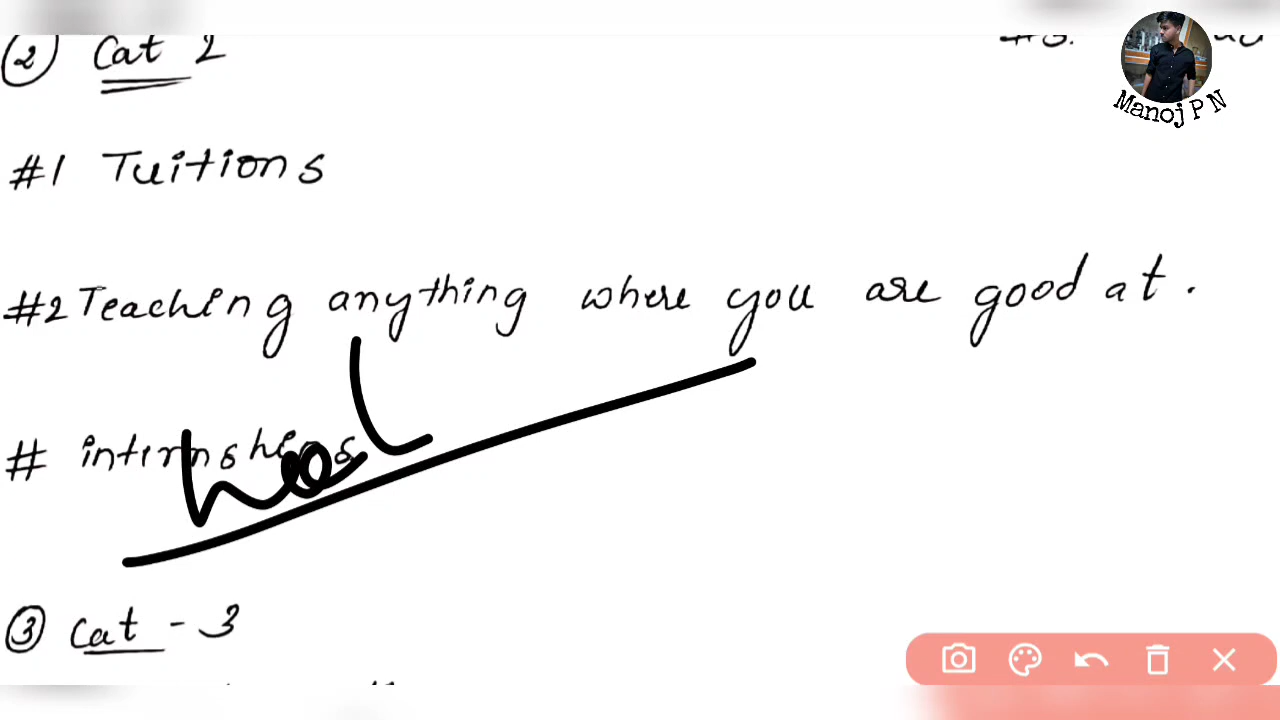 ② Cat 2
Manoj P N
#1 Tuitions
#2 Teaching anything where you are good at.
# internships
③ Cat - 3